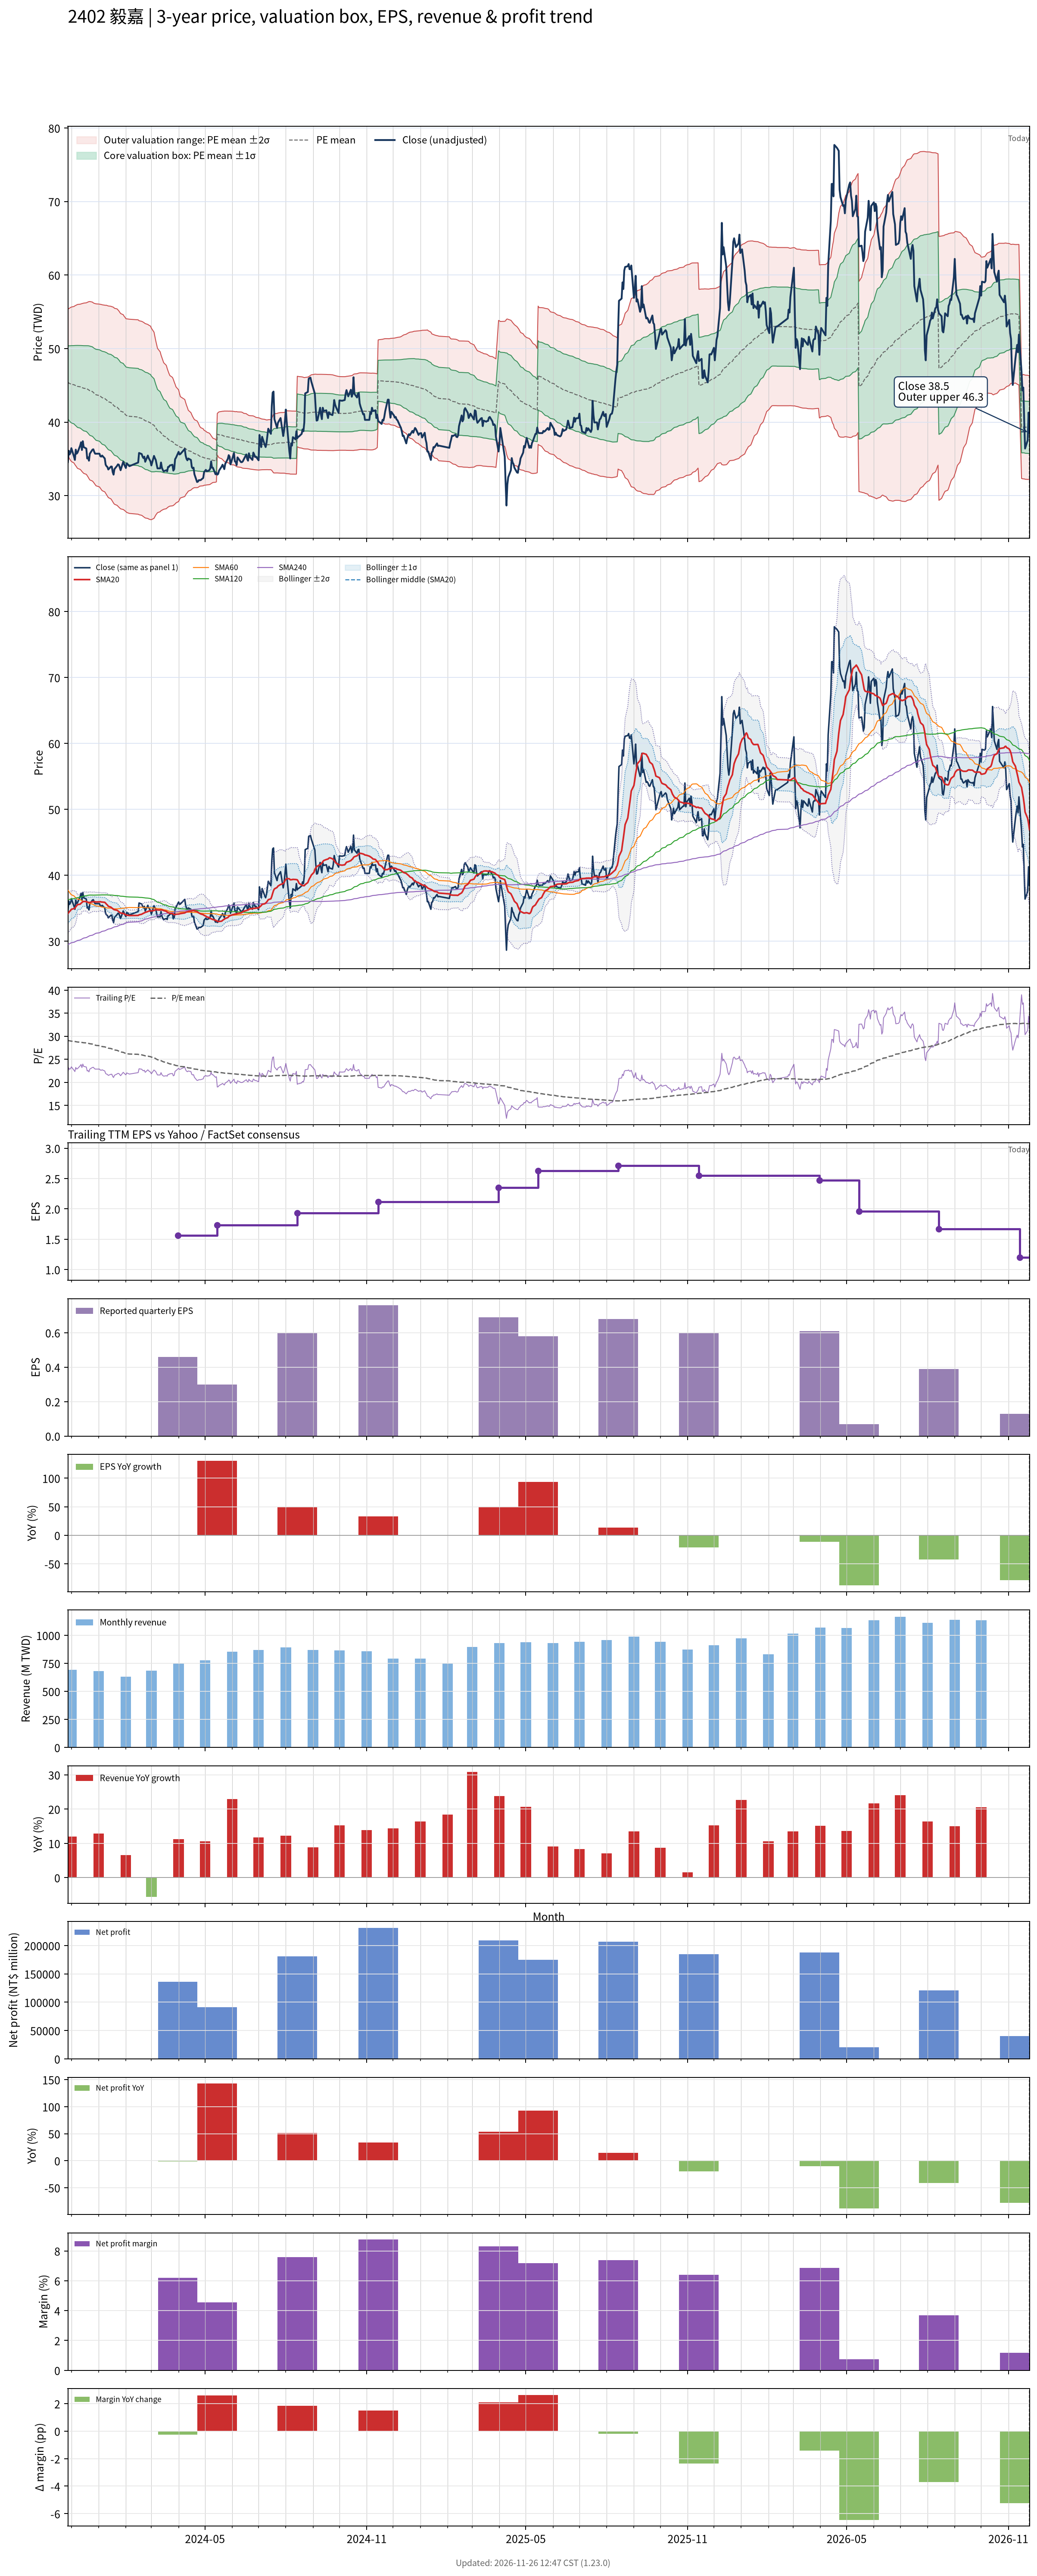 2402 毅嘉 | 3-year price, valuation box, EPS, revenue & profit trend
Outer valuation range: PE mean ±2σ
Core valuation box: PE mean ±1σ
PE mean
Close (unadjusted)
Today
80
70
60
50
40
30
Price (TWD)
Close 38.5
Outer upper 46.3
Close (same as panel 1)
SMA20
SMA60
SMA120
SMA240
Bollinger ±2σ
Bollinger ±1σ
Bollinger middle (SMA20)
80
70
60
50
40
30
Price
Trailing P/E
P/E mean
40
35
30
25
20
15
P/E
Trailing TTM EPS vs Yahoo / FactSet consensus
Today
3.0
2.5
2.0
1.5
1.0
EPS
Reported quarterly EPS
0.6
0.4
0.2
0.0
EPS
EPS YoY growth
100
50
0
-50
YoY (%)
Monthly revenue
1000
750
500
250
0
Revenue (M TWD)
Revenue YoY growth
30
20
10
0
YoY (%)
Month
Net profit
200000
150000
100000
50000
0
Net profit (NT$ million)
Net profit YoY
150
100
50
0
-50
YoY (%)
Net profit margin
8
6
4
2
0
Margin (%)
Margin YoY change
2
0
-2
-4
-6
Δ margin (pp)
2024-05
2024-11
2025-05
2025-11
2026-05
2026-11
Updated: 2026-11-26 12:47 CST (1.23.0)